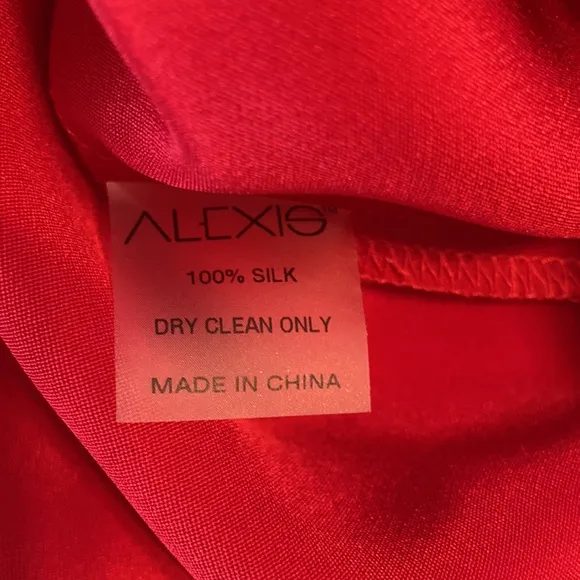 ALEXIS
100% SILK
DRY CLEAN ONLY
MADE IN CHINA